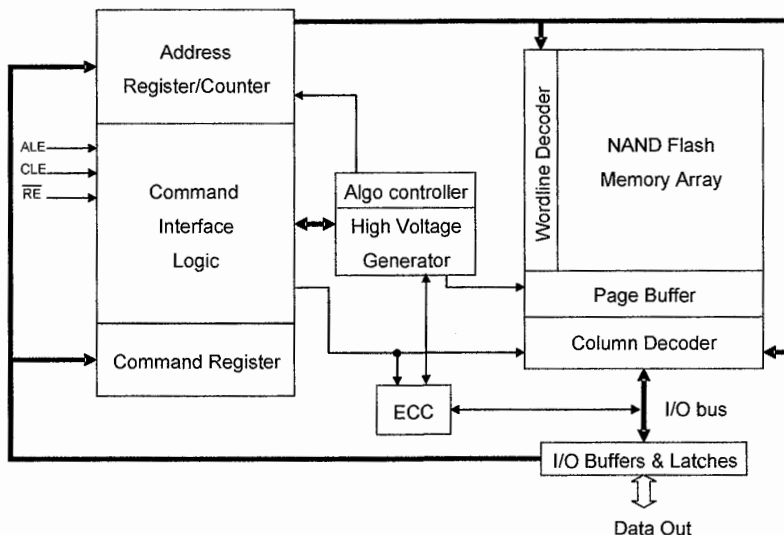 Address
Register/Counter
ALE
CLE
RE
Command
Interface
Logic
Command Register
Algo controller
High Voltage
Generator
ECC
Wordline Decoder
NAND Flash
Memory Array
Page Buffer
Column Decoder
I/O bus
I/O Buffers & Latches
Data Out